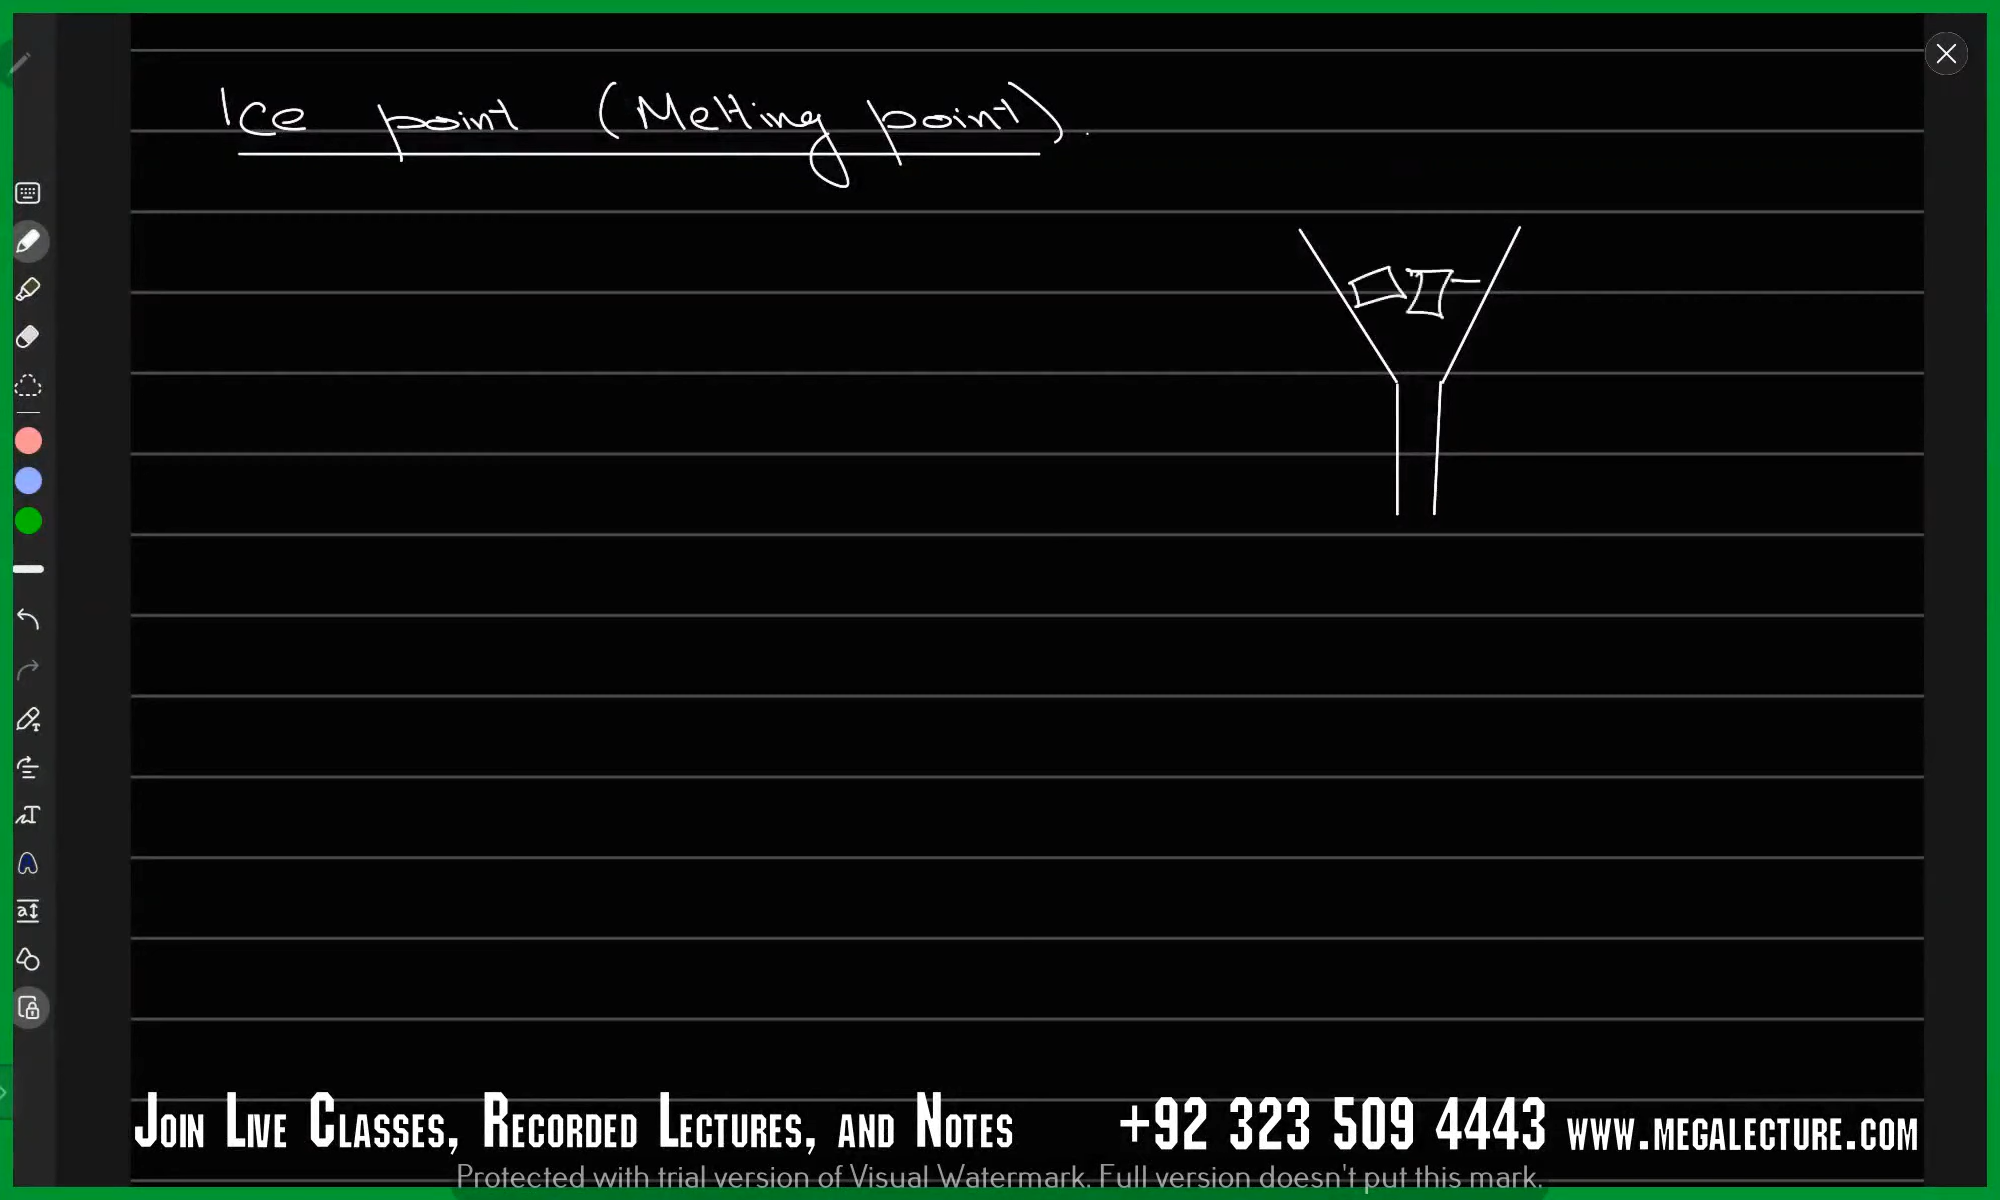 Ice point (Melting point).
JOIN LIVE CLASSES, RECORDED LECTURES, AND NOTES +92 323 509 4443 WWW.MEGALECTURE.COM
Protected with trial version of Visual Watermark. Full version doesn't put this mark.